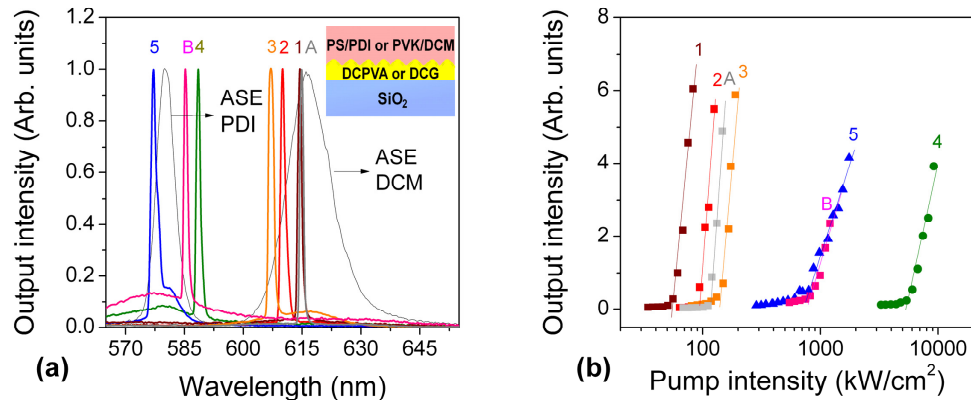 1.2
1.0
0.8
0.6
0.4
0.2
0.0
Output intensity (Arb. units)
5
B
4
3
2
1
A
PS/PDI or PVK/DCM
DCPVA or DCG
SiO₂
ASE
PDI
ASE
DCM
570 585 600 615 630 645
Wavelength (nm)
(a)
8
6
4
2
0
Output intensity (Arb. units)
1
2
A
3
5
B
4
100 1000 10000
Pump intensity (kW/cm²)
(b)